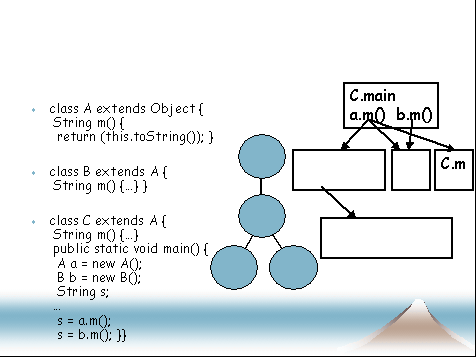 class A extends Object {
String m() {
return (this.toString()); }
class B extends A {
String m() {...} }
class C extends A {
String m() {...}
public static void main() {
A a = new A();
B b = new B();
String s;
...
s = a.m();
s = b.m(); }}
C.main
a.m() b.m()
C.m